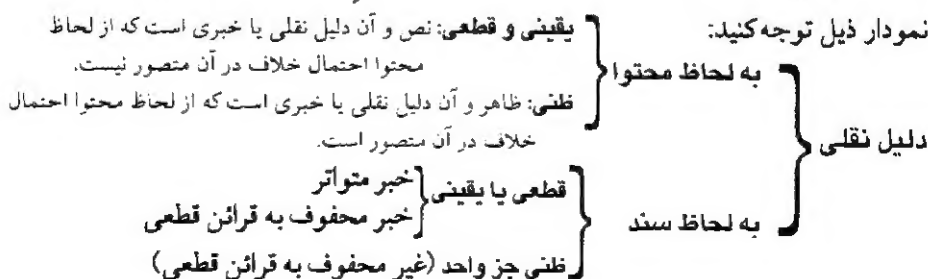 نمودار ذیل توجه کنید:
دلیل نقلی
به لحاظ محتوا
یقینی و قطعی: نص و آن دلیل نقلی یا خبری است که از لحاظ
محتوا احتمال خلاف در آن متصور نیست.
ظنی: ظاهر و آن دلیل نقلی یا خبری است که از لحاظ محتوا احتمال
خلاف در آن متصور است.
به لحاظ سند
قطعی یا یقینی
خبر متواتر
خبر محفوف به قرائن قطعی
ظنی جز واحد (غیر محفوف به قرائن قطعی)